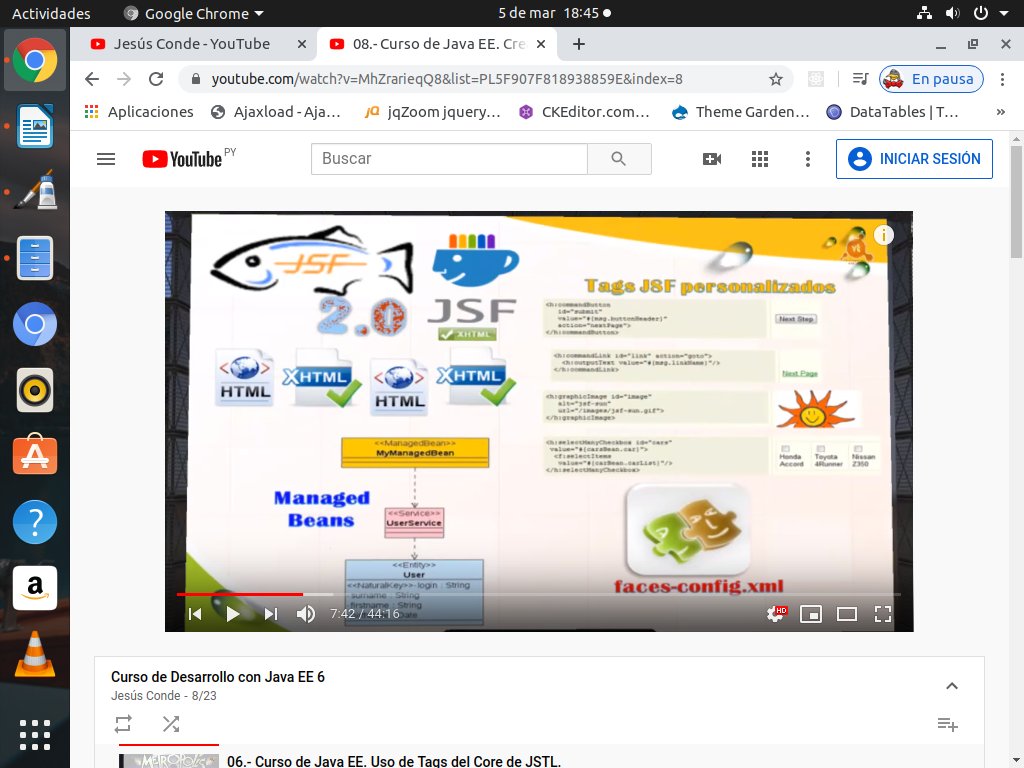 Actividades
Google Chrome
5 de mar 18:45
Jesús Conde - YouTube
08.- Curso de Java EE. Cre
youtube.com/watch?v=MhZrarieqQ8&list=PL5F907F818938859E&index=8
En pausa
Aplicaciones
Ajaxload - Aja...
jqZoom jquery...
CKEditor.com...
Theme Garden...
DataTables | T...
»
YouTube PY
Buscar
INICIAR SESIÓN
JSF
2.0
JSF
XHTML
HTML
XHTML
HTML
XHTML
Tags JSF personalizados
<h:commandButton
id="submit"
value="#{msg.buttonHeader}"
action="nextPage">
</h:commandButton>
Next Step
<h:commandLink id="link" action="goto">
<h:outputText value="#{msg.linkName}"/>
</h:commandLink>
Next Page
<h:graphicImage id="image"
alt="jsf-sun"
url="/images/jsf-sun.gif">
</h:graphicImage>
<h:selectManyCheckbox id="cars"
value="#{carsBean.car}">
<f:selectItems
value="#{carBean.carList}"/>
</h:selectManyCheckbox>
Honda
Accord
Toyota
4Runner
Nissan
Z350
<<ManagedBean>>
MyManagedBean
Managed
Beans
<<Service>>
UserService
<<Entity>>
User
<<NaturalKey>>-login : String
- surname : String
- firstname : String
faces-config.xml
7:42 / 44:16
HD
Curso de Desarrollo con Java EE 6
Jesús Conde - 8/23
06.- Curso de Java EE. Uso de Tags del Core de JSTL.